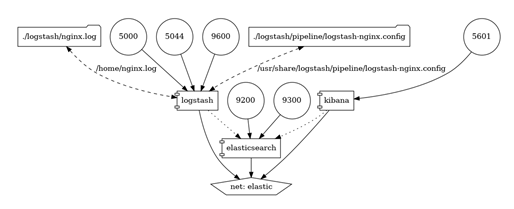 ./logstash/nginx.log
5000
5044
9600
./logstash/pipeline/logstash-nginx.config
5601
/home/nginx.log
/usr/share/logstash/pipeline/logstash-nginx.config
logstash
9200
9300
kibana
elasticsearch
net: elastic